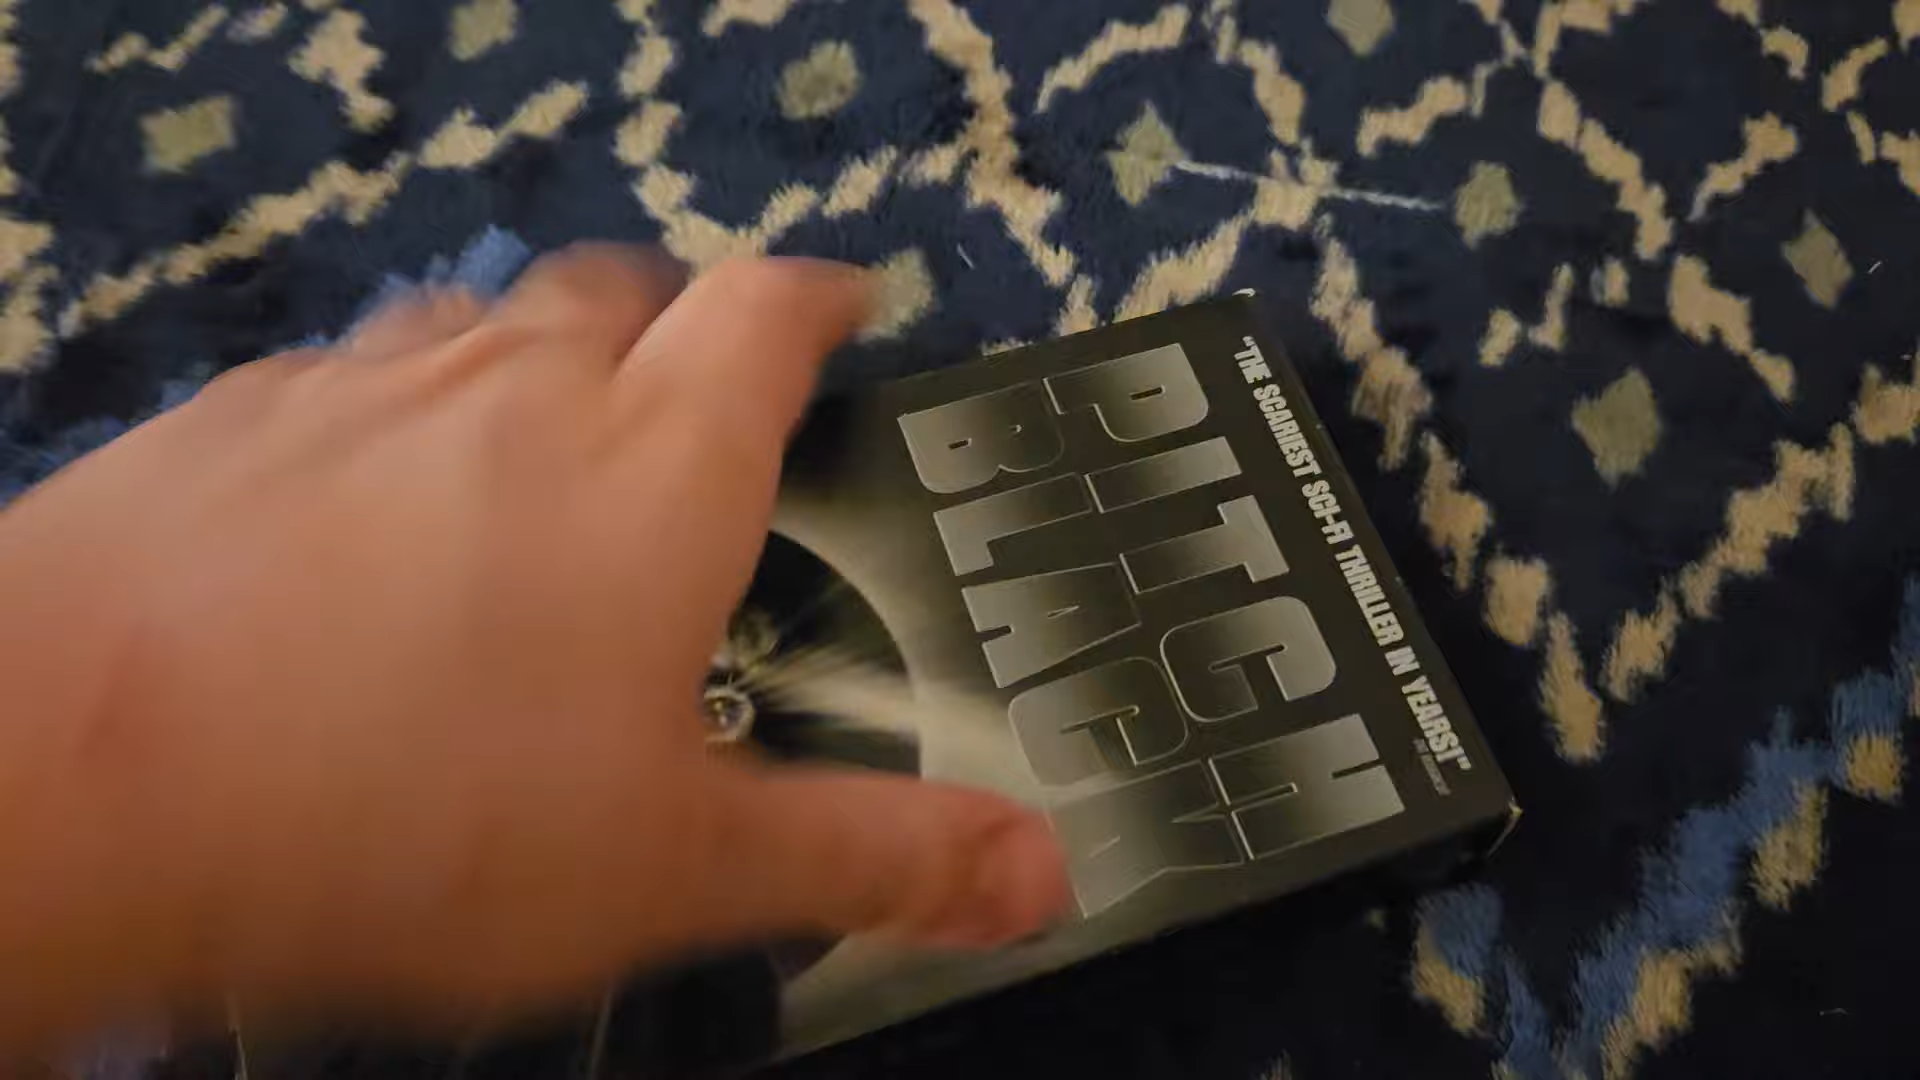 "THE SCARIEST SCI-FI THRILLER IN YEARS!"
PITCH
BLACK